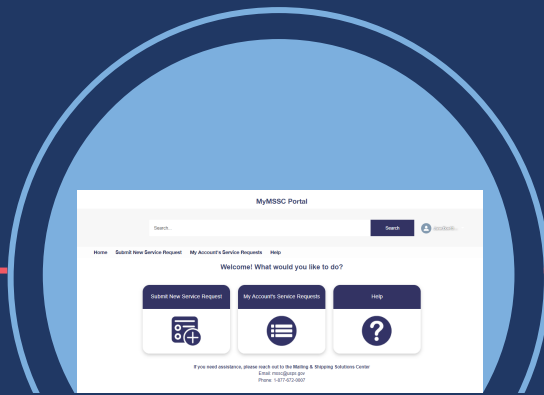 MyMSSC Portal
Search...
Search
Home Submit New Service Request My Account's Service Requests Help
Welcome! What would you like to do?
Submit New Service Request
My Account's Service Requests
Help
If you need assistance, please reach out to the Mailing & Shipping Solutions Center
Email: mssc@usps.gov
Phone: 1-877-672-0007